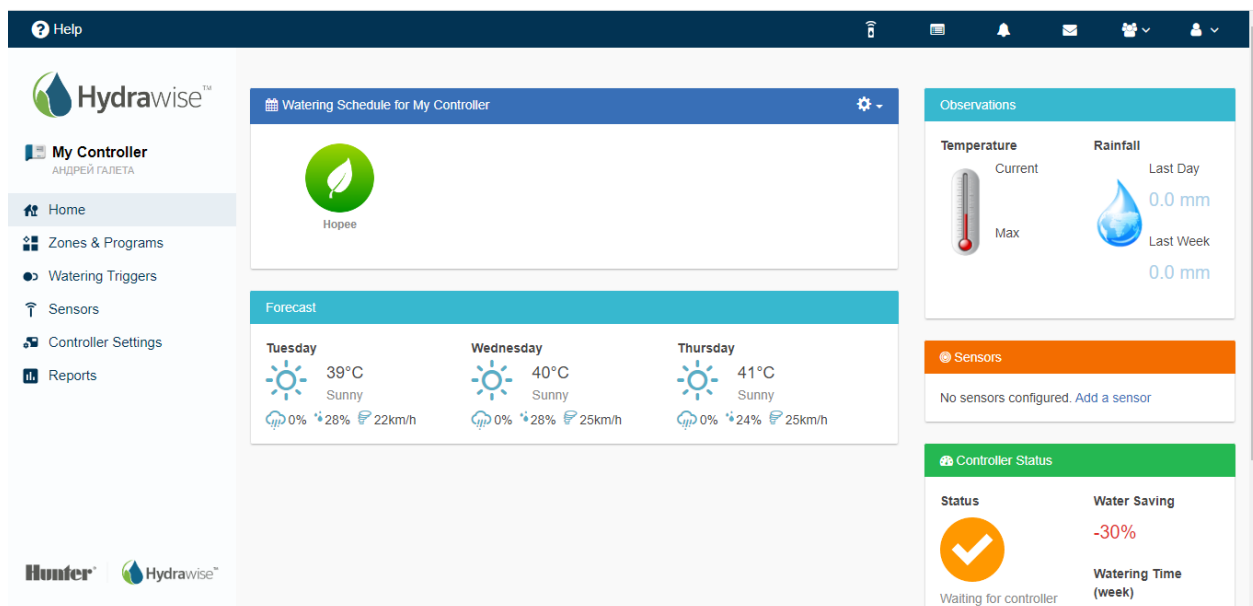 Help
Hydrawise™
My Controller
АНДРЕЙ ГАЛЕТА
Home
Zones & Programs
Watering Triggers
Sensors
Controller Settings
Reports
Hunter®
Hydrawise™
Watering Schedule for My Controller
Hopee
Forecast
Tuesday
39°C
Sunny
0% 28% 22km/h
Wednesday
40°C
Sunny
0% 28% 25km/h
Thursday
41°C
Sunny
0% 24% 25km/h
Observations
Temperature
Current
Max
Rainfall
Last Day
0.0 mm
Last Week
0.0 mm
Sensors
No sensors configured. Add a sensor
Controller Status
Status
Waiting for controller
Water Saving
-30%
Watering Time
(week)